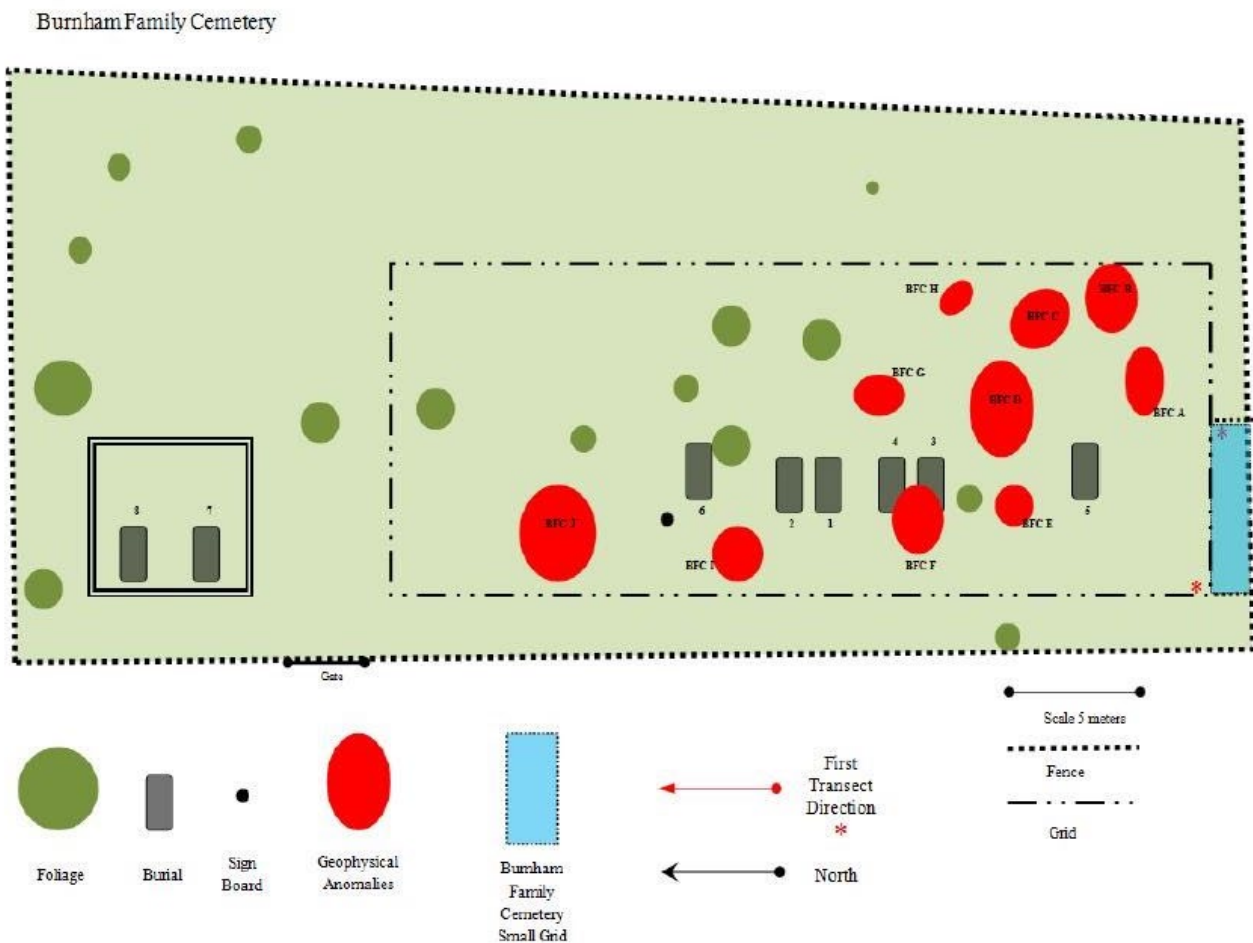 Burnham Family Cemetery
BFC H
BFC C
BFC B
BFC G
BFC D
BFC A
4
3
6
2
1
5
8
7
BFC J
BFC I
BFC F
BFC E
*
*
Gate
Scale 5 meters
Fence
Grid
Foliage
Burial
Sign
Board
Geophysical
Anomalies
Burnham
Family
Cemetery
Small Grid
First
Transect
Direction
*
North